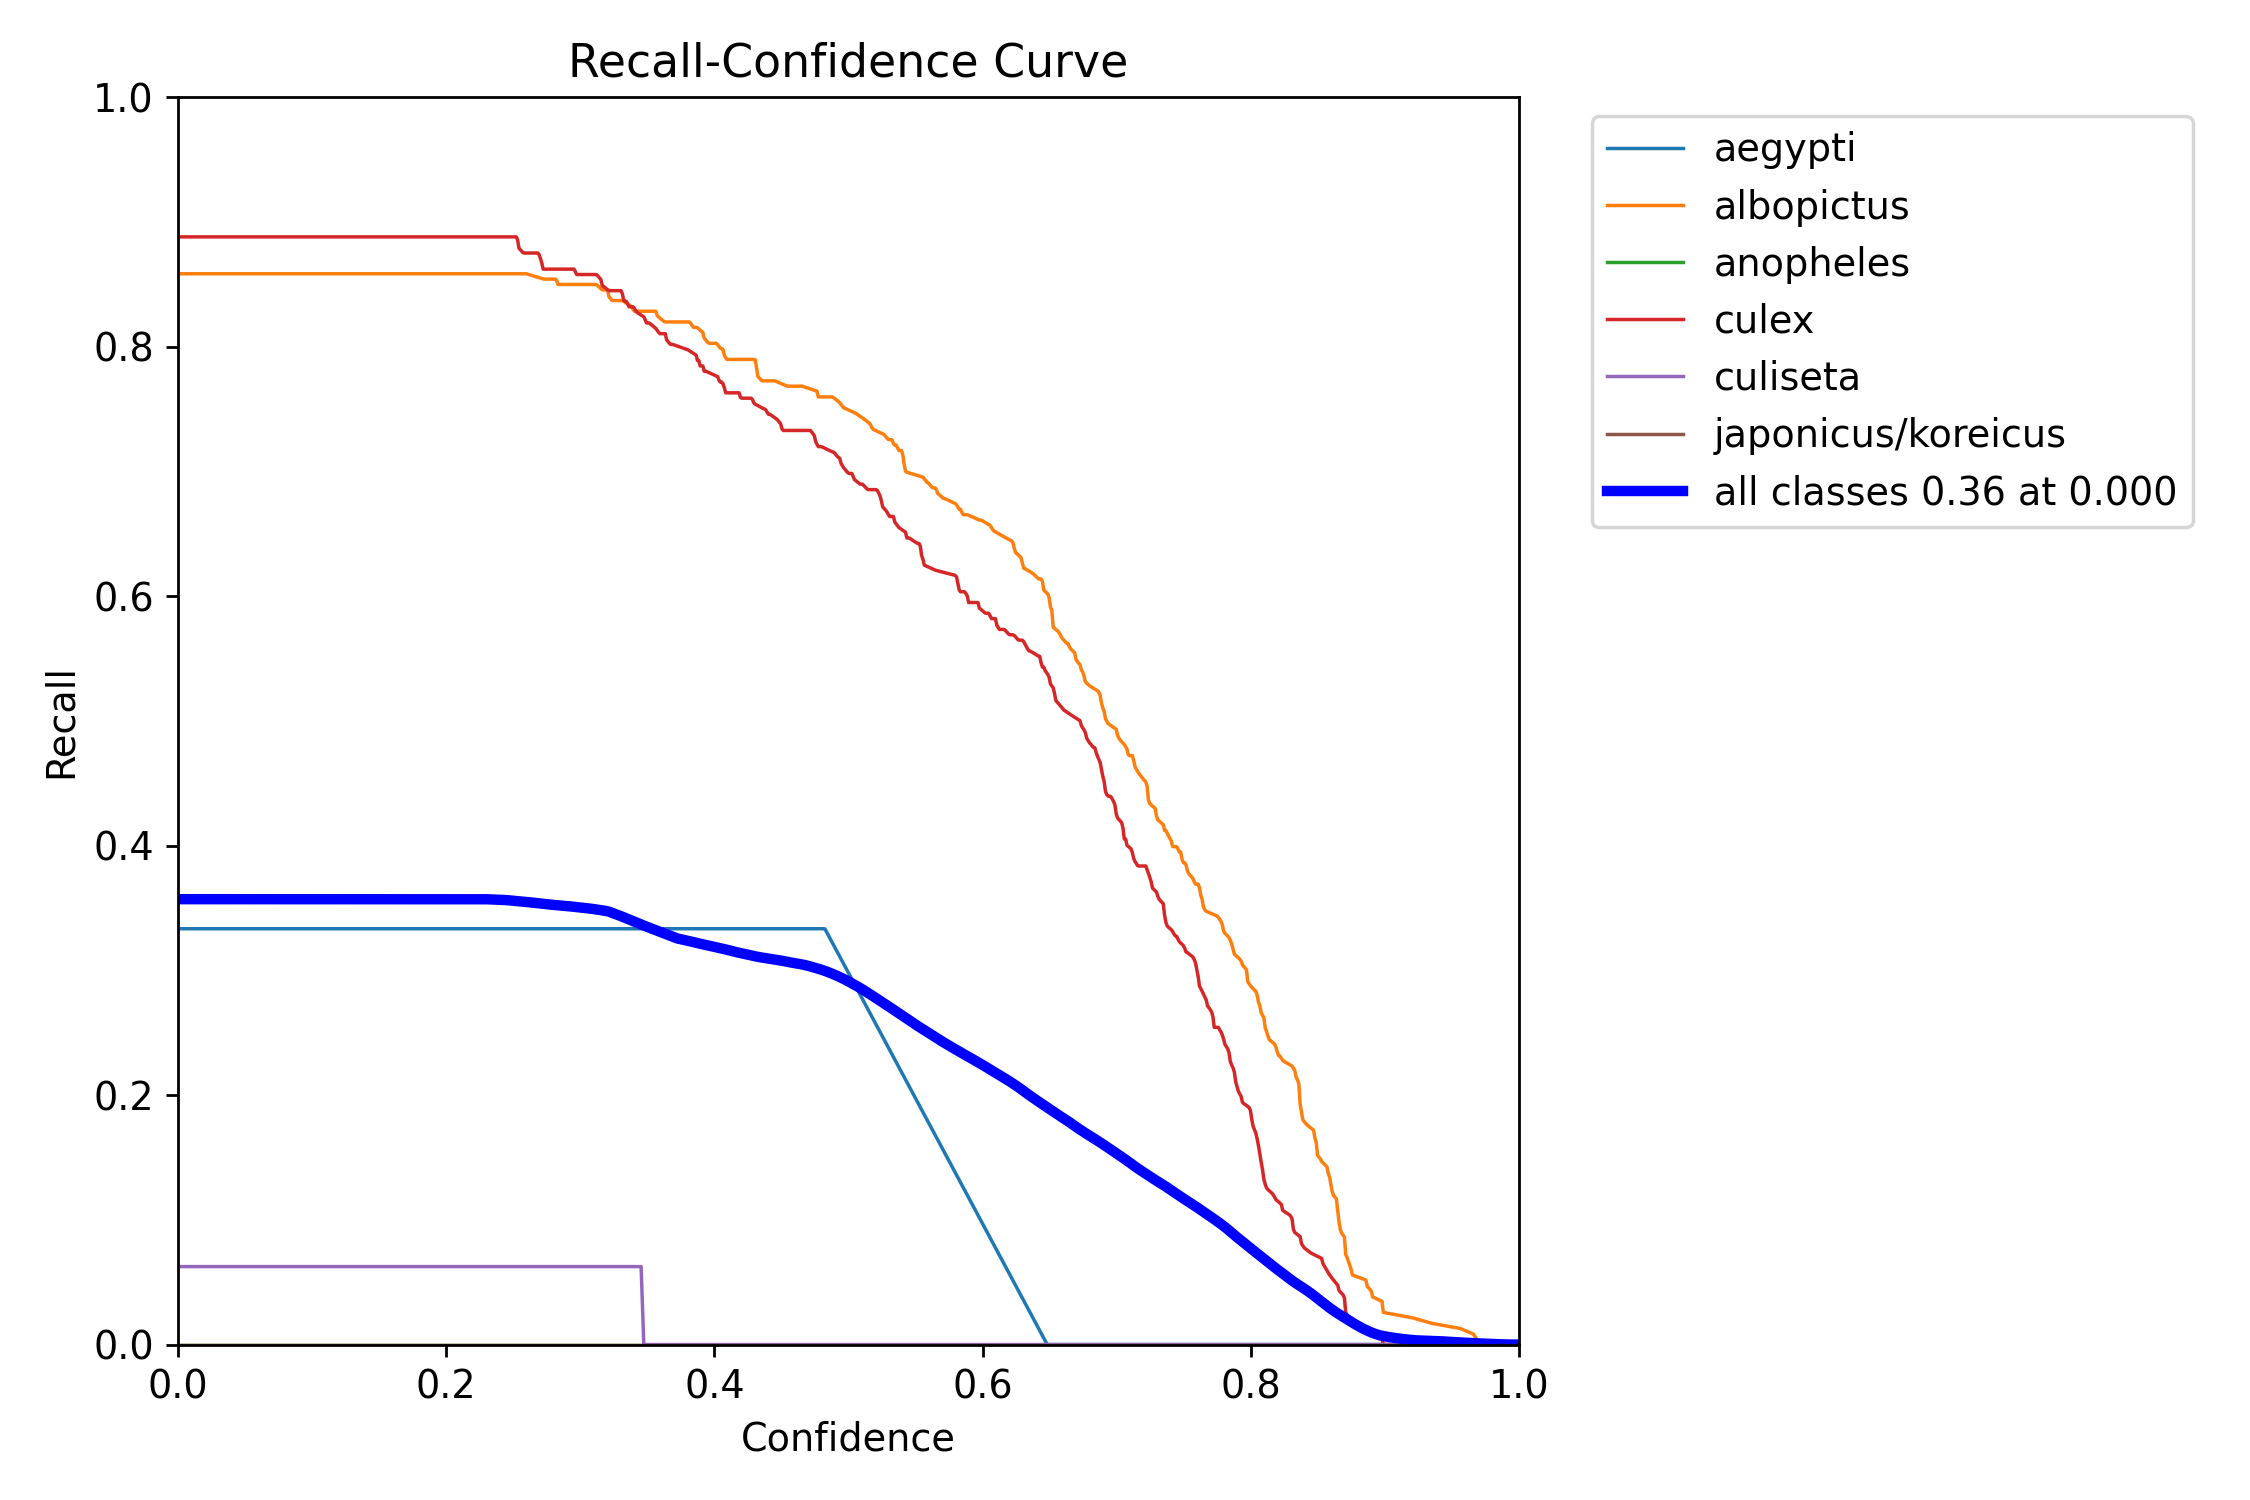 Recall-Confidence Curve
1.0
0.8
0.6
0.4
0.2
0.0
Recall
0.0 0.2 0.4 0.6 0.8 1.0
Confidence
aegypti
albopictus
anopheles
culex
culiseta
japonicus/koreicus
all classes 0.36 at 0.000